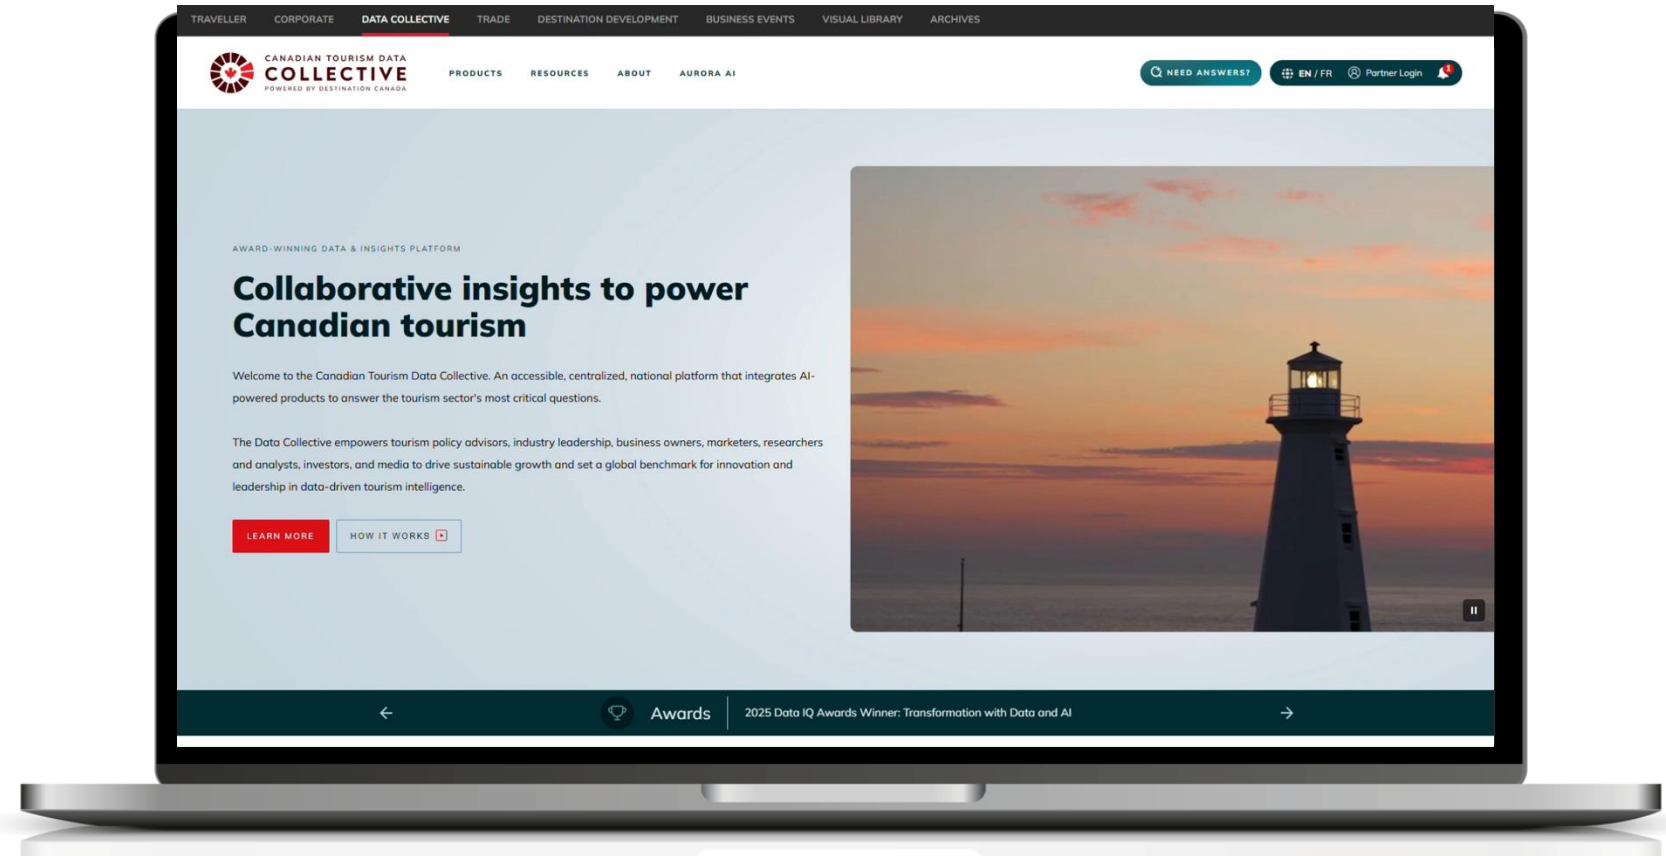 TRAVELLER CORPORATE DATA COLLECTIVE TRADE DESTINATION DEVELOPMENT BUSINESS EVENTS VISUAL LIBRARY ARCHIVES
CANADIAN TOURISM DATA
COLLECTIVE
POWERED BY DESTINATION CANADA
PRODUCTS RESOURCES ABOUT AURORA AI
NEED ANSWERS? EN / FR Partner Login 1
AWARD-WINNING DATA & INSIGHTS PLATFORM
Collaborative insights to power
Canadian tourism
Welcome to the Canadian Tourism Data Collective. An accessible, centralized, national platform that integrates AI-
powered products to answer the tourism sector's most critical questions.
The Data Collective empowers tourism policy advisors, industry leadership, business owners, marketers, researchers
and analysts, investors, and media to drive sustainable growth and set a global benchmark for innovation and
leadership in data-driven tourism intelligence.
LEARN MORE HOW IT WORKS
Awards 2025 Data IQ Awards Winner: Transformation with Data and AI